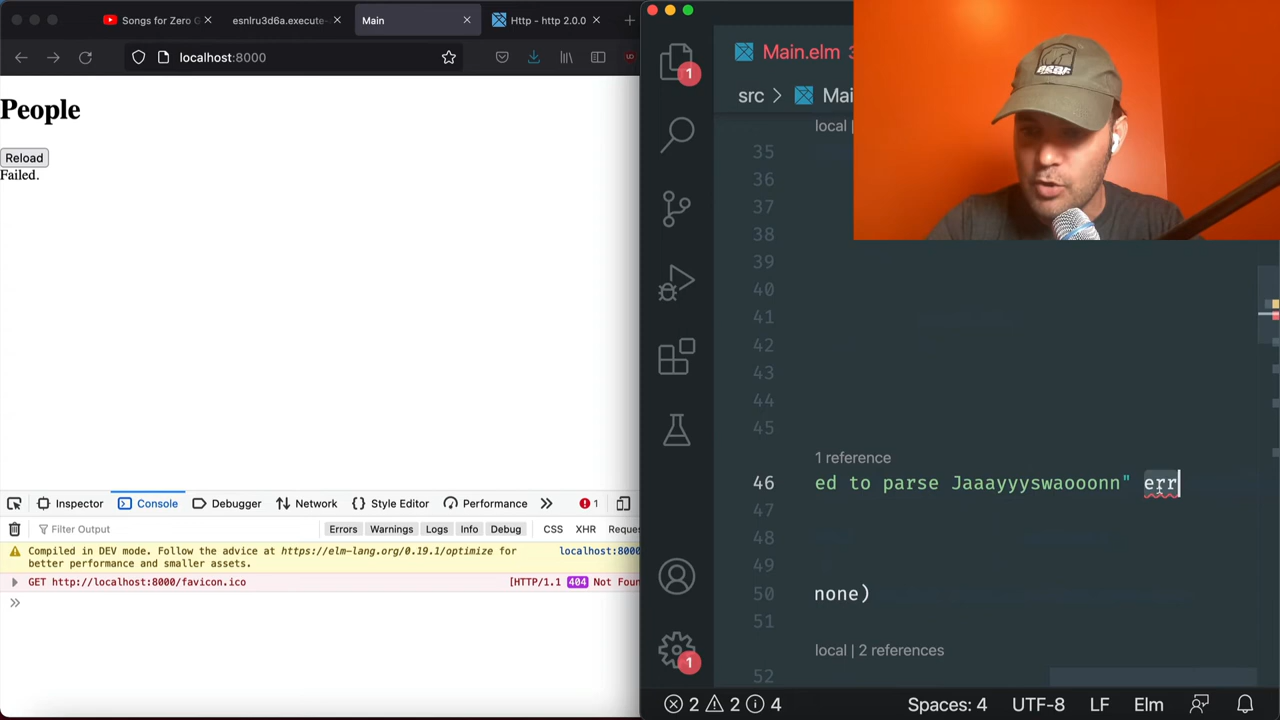 Songs for Zero G
esnlru3d6a.execute-
Main
Http - http 2.0.0
localhost:8000
People
Reload
Failed.
Inspector
Console
Debugger
Network
Style Editor
Performance
1
Filter Output
Errors
Warnings
Logs
Info
Debug
CSS
XHR
Reques
Compiled in DEV mode. Follow the advice at https://elm-lang.org/0.19.1/optimize for
localhost:8000
better performance and smaller assets.
GET http://localhost:8000/favicon.ico
[HTTP/1.1 404 Not Foun
1
1
Main.elm 3
src > Mai
local |
35
36
37
38
39
40
41
42
43
44
45
1 reference
46 ed to parse Jaaayyyswaooonn" err
47
48
49
50 none)
51
local | 2 references
52
2 2 4
Spaces: 4
UTF-8
LF
Elm